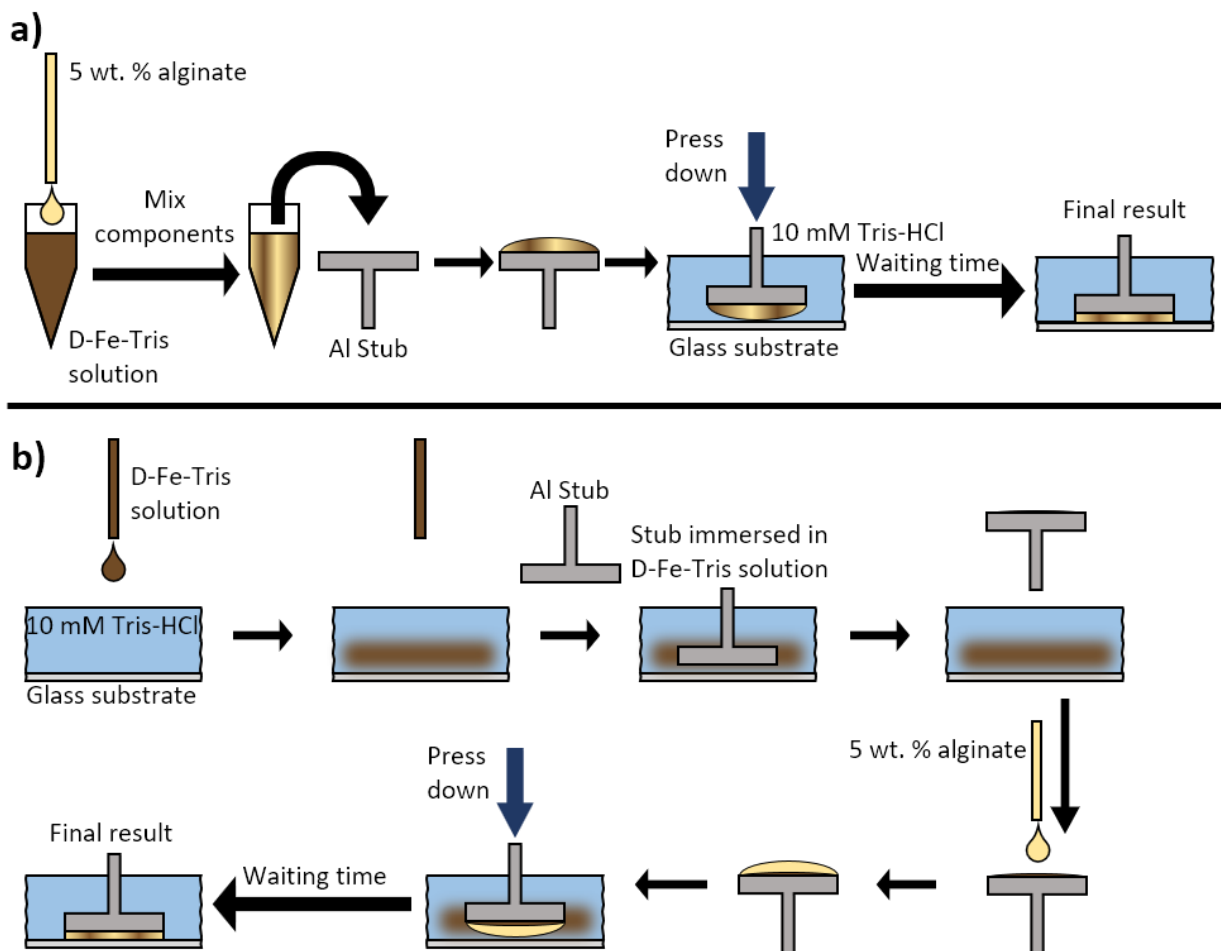 a)
5 wt. % alginate
Mix
components
D-Fe-Tris
solution
Al Stub
Press
down
10 mM Tris-HCl
Glass substrate
Waiting time
Final result
b)
D-Fe-Tris
solution
10 mM Tris-HCl
Glass substrate
Al Stub
Stub immersed in
D-Fe-Tris solution
5 wt. % alginate
Press
down
Waiting time
Final result